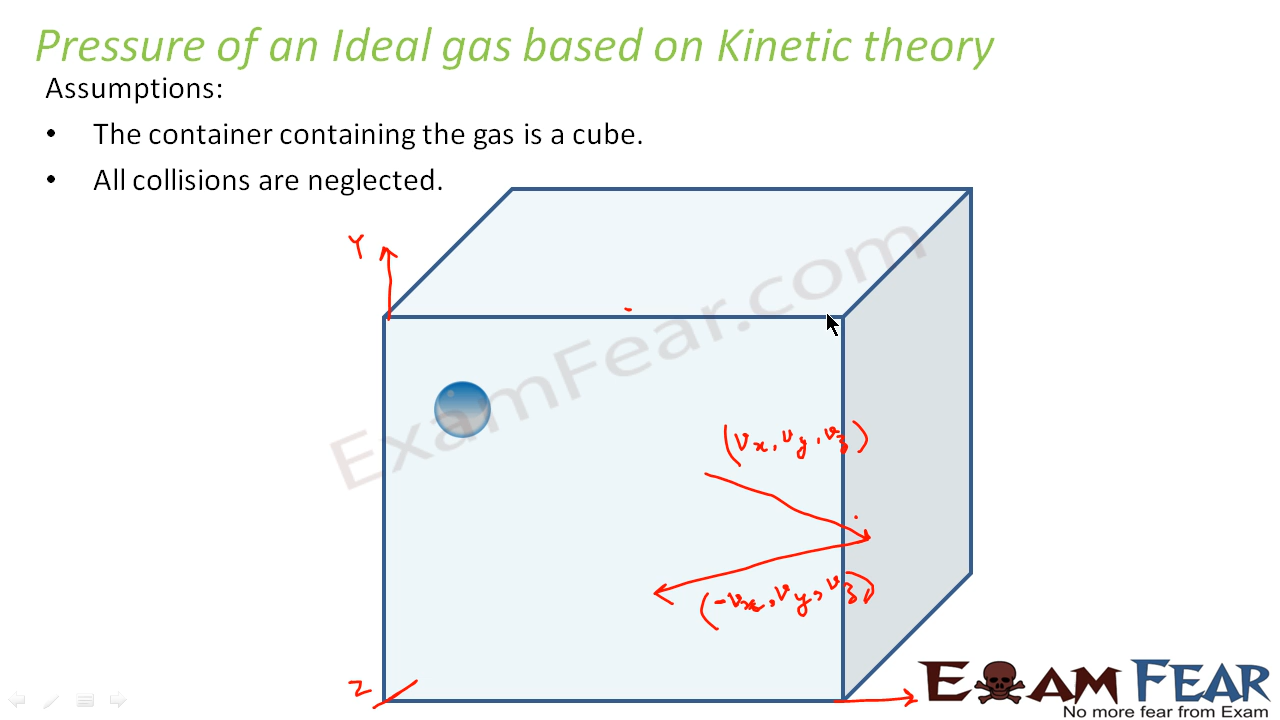 Pressure of an Ideal gas based on Kinetic theory
Assumptions:
• The container containing the gas is a cube.
• All collisions are neglected.
Y
ExamFear.com
(vx, vy, vz)
(-vx, vy, vz)
Z
EXAM FEAR
No more fear from Exam